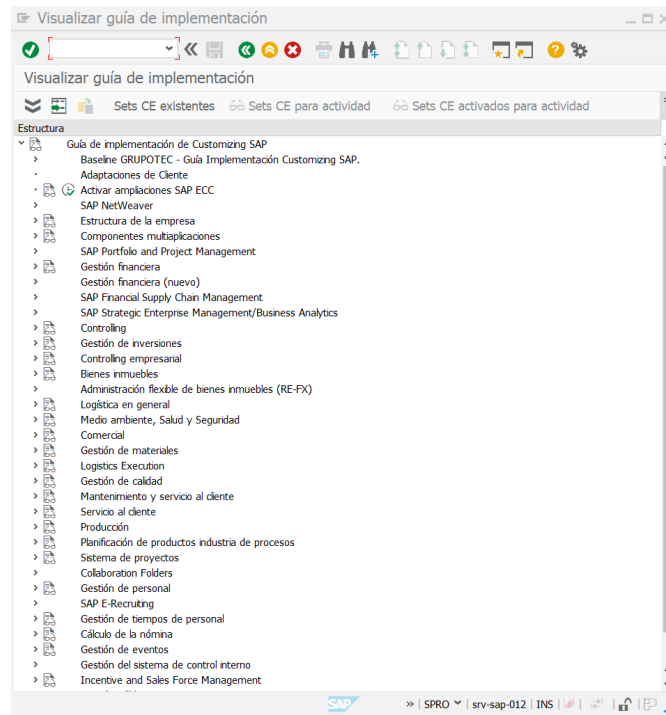 Visualizar guía de implementación
Visualizar guía de implementación
Sets CE existentes Sets CE para actividad Sets CE activados para actividad
Estructura
Guía de implementación de Customizing SAP
Baseline GRUPOTEC - Guía Implementación Customizing SAP.
Adaptaciones de Cliente
Activar ampliaciones SAP ECC
SAP NetWeaver
Estructura de la empresa
Componentes multiaplicaciones
SAP Portfolio and Project Management
Gestión financiera
Gestión financiera (nuevo)
SAP Financial Supply Chain Management
SAP Strategic Enterprise Management/Business Analytics
Controlling
Gestión de inversiones
Controlling empresarial
Bienes inmuebles
Administración flexible de bienes inmuebles (RE-FX)
Logística en general
Medio ambiente, Salud y Seguridad
Comercial
Gestión de materiales
Logistics Execution
Gestión de calidad
Mantenimiento y servicio al cliente
Servicio al cliente
Producción
Planificación de productos industria de procesos
Sistema de proyectos
Collaboration Folders
Gestión de personal
SAP E-Recruiting
Gestión de tiempos de personal
Cálculo de la nómina
Gestión de eventos
Gestión del sistema de control interno
Incentive and Sales Force Management
SAP » | SPRO | srv-sap-012 | INS